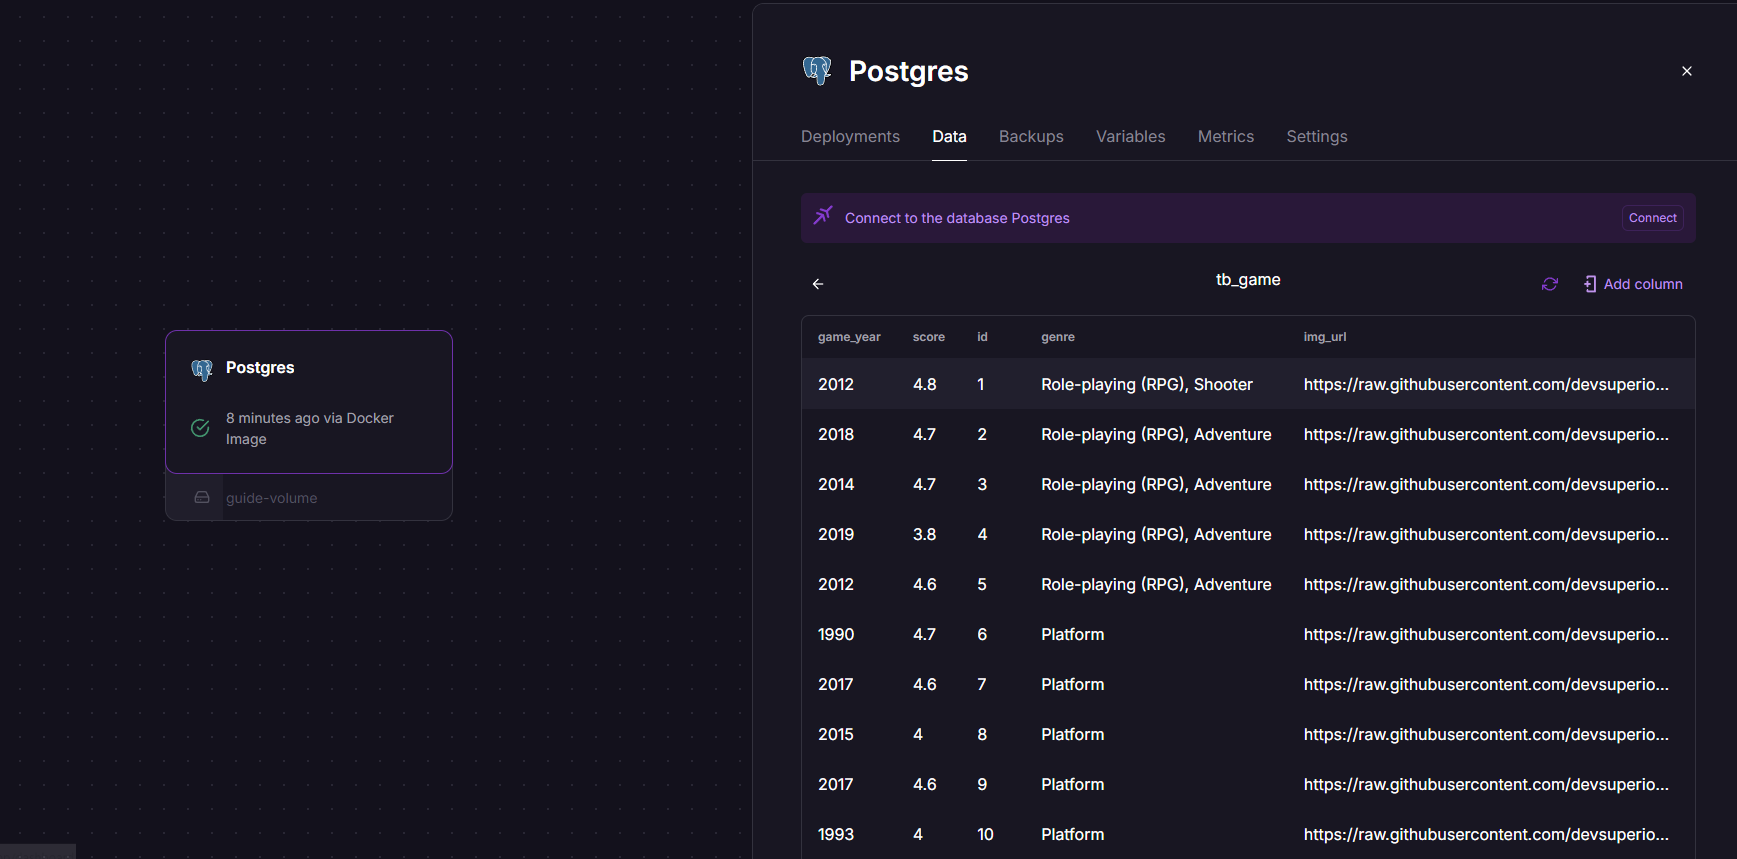 Postgres
8 minutes ago via Docker
Image
guide-volume
Postgres
Deployments Data Backups Variables Metrics Settings
Connect to the database Postgres Connect
tb_game Add column
game_year score id genre img_url
2012 4.8 1 Role-playing (RPG), Shooter https://raw.githubusercontent.com/devsuperio...
2018 4.7 2 Role-playing (RPG), Adventure https://raw.githubusercontent.com/devsuperio...
2014 4.7 3 Role-playing (RPG), Adventure https://raw.githubusercontent.com/devsuperio...
2019 3.8 4 Role-playing (RPG), Adventure https://raw.githubusercontent.com/devsuperio...
2012 4.6 5 Role-playing (RPG), Adventure https://raw.githubusercontent.com/devsuperio...
1990 4.7 6 Platform https://raw.githubusercontent.com/devsuperio...
2017 4.6 7 Platform https://raw.githubusercontent.com/devsuperio...
2015 4 8 Platform https://raw.githubusercontent.com/devsuperio...
2017 4.6 9 Platform https://raw.githubusercontent.com/devsuperio...
1993 4 10 Platform https://raw.githubusercontent.com/devsuperio...